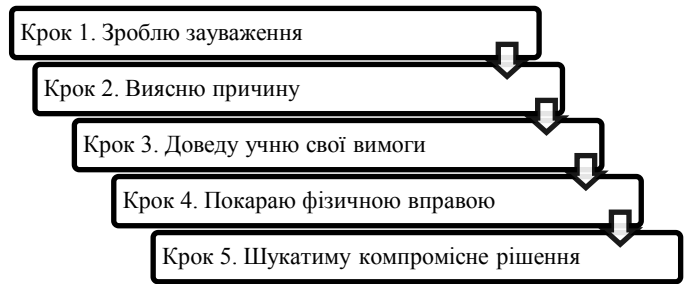 Крок 1. Зроблю зауваження
Крок 2. Виясню причину
Крок 3. Доведу учню свої вимоги
Крок 4. Покараю фізичною вправою
Крок 5. Шукатиму компромісне рішення